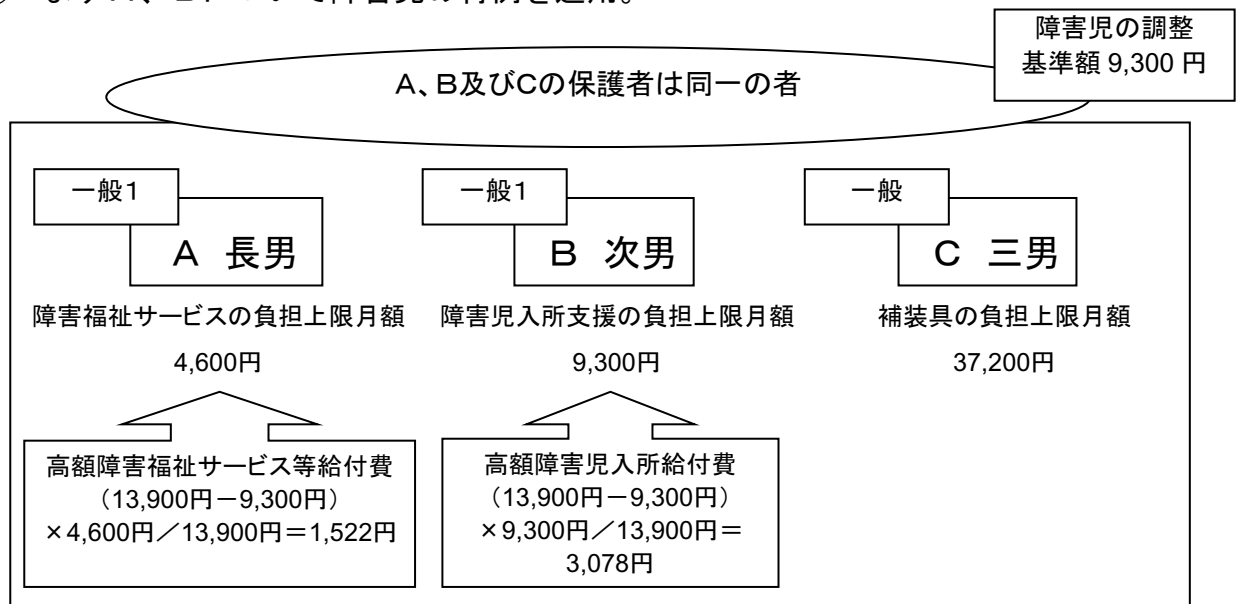 障害児の調整
基準額 9,300 円
A、B及びCの保護者は同一の者
一般1
A 長男
障害福祉サービスの負担上限月額
4,600円
高額障害福祉サービス等給付費
(13,900円-9,300円)
×4,600円/13,900円=1,522円
一般1
B 次男
障害児入所支援の負担上限月額
9,300円
高額障害児入所給付費
(13,900円-9,300円)
×9,300円/13,900円=
3,078円
一般
C 三男
補装具の負担上限月額
37,200円